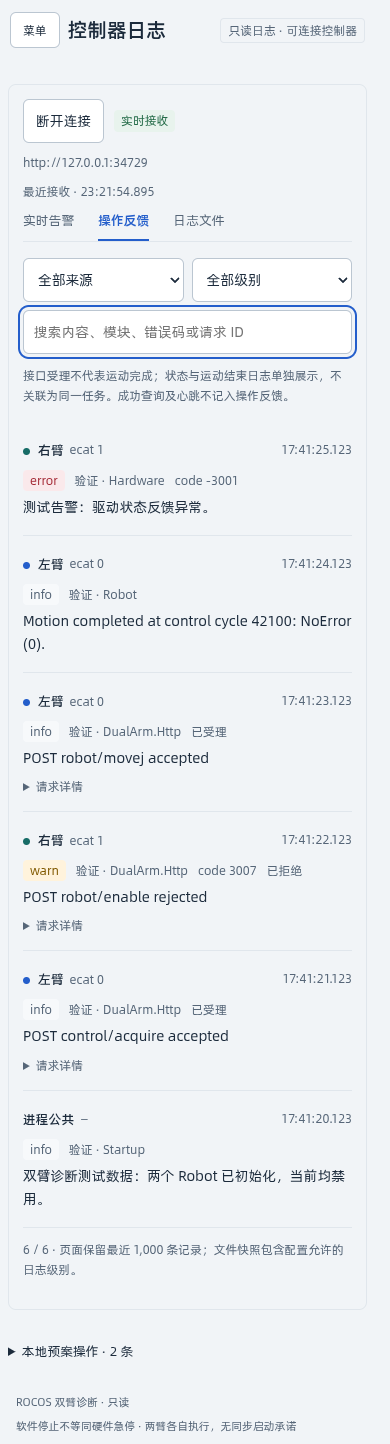 菜单
控制器日志
只读日志 · 可连接控制器
断开连接
实时接收
http://127.0.0.1:34729
最近接收 · 23:21:54.895
实时告警 操作反馈 日志文件
全部来源 全部级别
搜索内容、模块、错误码或请求 ID
接口受理不代表运动完成；状态与运动结束日志单独展示，不
关联为同一任务。成功查询及心跳不记入操作反馈。
右臂 ecat 1 17:41:25.123
error 验证 · Hardware code -3001
测试告警：驱动状态反馈异常。
左臂 ecat 0 17:41:24.123
info 验证 · Robot
Motion completed at control cycle 42100: NoError
(0).
左臂 ecat 0 17:41:23.123
info 验证 · DualArm.Http 已受理
POST robot/movej accepted
请求详情
右臂 ecat 1 17:41:22.123
warn 验证 · DualArm.Http code 3007 已拒绝
POST robot/enable rejected
请求详情
左臂 ecat 0 17:41:21.123
info 验证 · DualArm.Http 已受理
POST control/acquire accepted
请求详情
进程公共 – 17:41:20.123
info 验证 · Startup
双臂诊断测试数据：两个 Robot 已初始化，当前均禁
用。
6 / 6 · 页面保留最近 1,000 条记录；文件快照包含配置允许的
日志级别。
本地预案操作 · 2 条
ROCOS 双臂诊断 · 只读
软件停止不等同硬件急停 · 两臂各自执行，无同步启动承诺